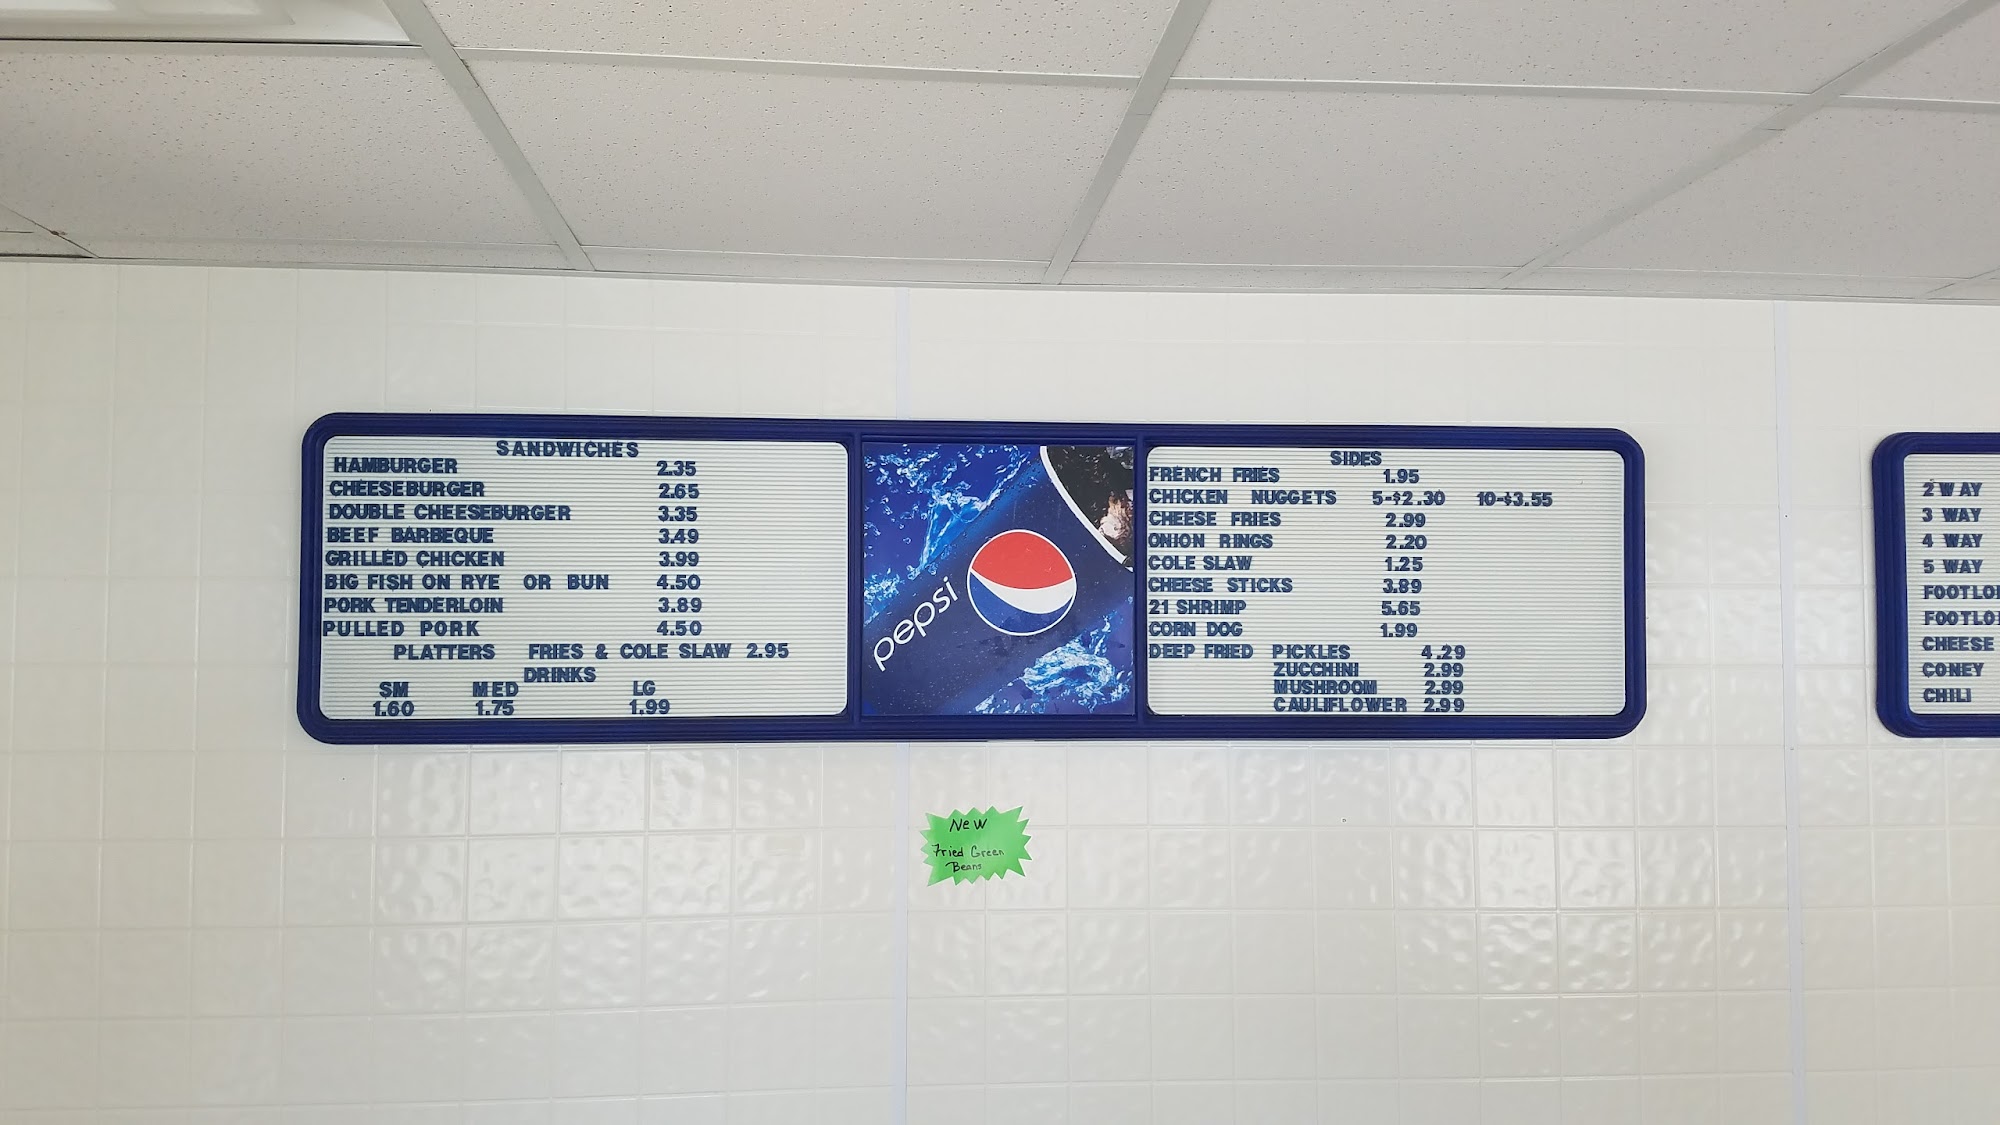 SANDWICHES
HAMBURGER 2.35
CHEESEBURGER 2.65
DOUBLE CHEESEBURGER 3.35
BEEF BARBEQUE 3.49
GRILLED CHICKEN 3.99
BIG FISH ON RYE OR BUN 4.50
PORK TENDERLOIN 3.89
PULLED PORK 4.50
PLATTERS FRIES & COLE SLAW 2.95
DRINKS
SM MED LG
1.60 1.75 1.99
pepsi
SIDES
FRENCH FRIES 1.95
CHICKEN NUGGETS 5-$2.30 10-$3.55
CHEESE FRIES 2.99
ONION RINGS 2.20
COLE SLAW 1.25
CHEESE STICKS 3.89
21 SHRIMP 5.65
CORN DOG 1.99
DEEP FRIED PICKLES 4.29
ZUCCHINI 2.99
MUSHROOM 2.99
CAULIFLOWER 2.99
2 WAY
3 WAY
4 WAY
5 WAY
FOOTLO
FOOTLO
CHEESE
CONEY
CHILI
New
Fried Green
Beans